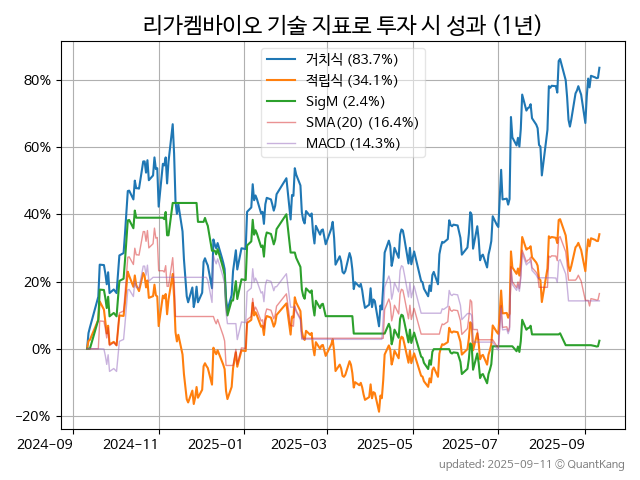 리가켐바이오 기술 지표로 투자 시 성과 (1년)
거치식 (83.7%)
적립식 (34.1%)
SigM (2.4%)
SMA(20) (16.4%)
MACD (14.3%)
80%
60%
40%
20%
0%
−20%
2024-09 2024-11 2025-01 2025-03 2025-05 2025-07 2025-09
updated: 2025-09-11 © QuantKang